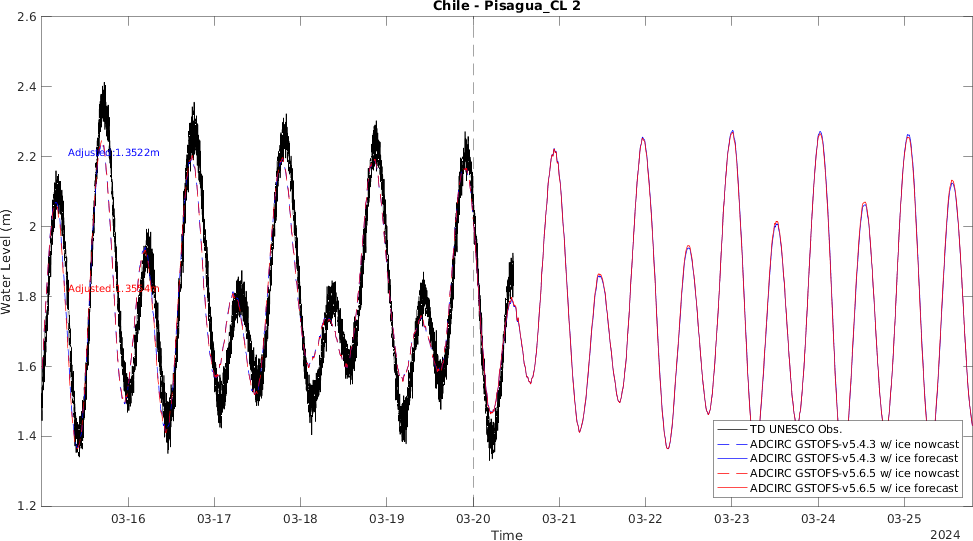 Chile - Pisagua_CL 2
2.6
2.4
2.2
2
1.8
1.6
1.4
1.2
Water Level (m)
Adjusted:1.3522m
TD UNESCO Obs.
ADCIRC GSTOFS-v5.4.3 w/ ice nowcast
ADCIRC GSTOFS-v5.4.3 w/ ice forecast
ADCIRC GSTOFS-v5.6.5 w/ ice nowcast
ADCIRC GSTOFS-v5.6.5 w/ ice forecast
03-16 03-17 03-18 03-19 03-20 03-21 03-22 03-23 03-24 03-25
Time
2024